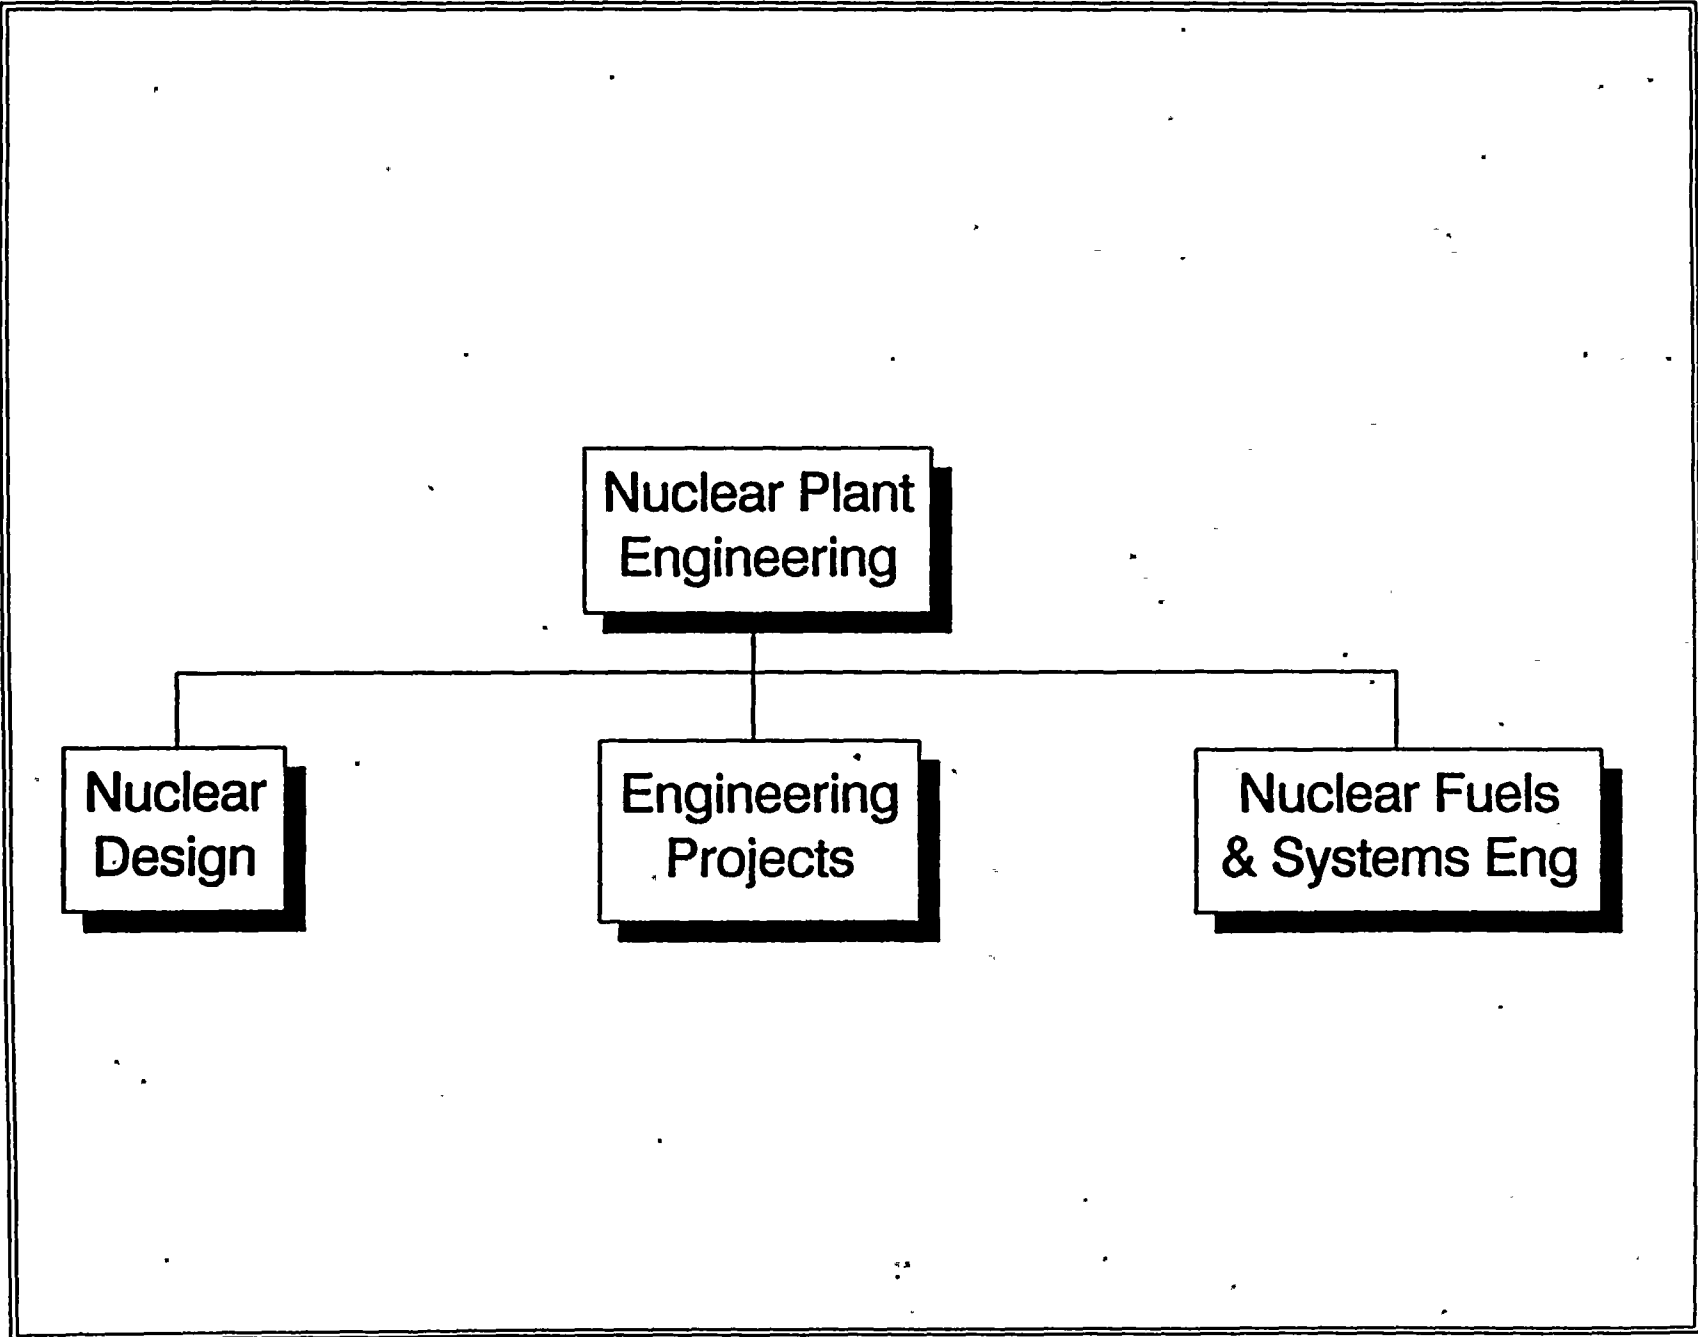 Nuclear Plant
Engineering
Nuclear
Design
Engineering
Projects
Nuclear Fuels
& Systems Eng